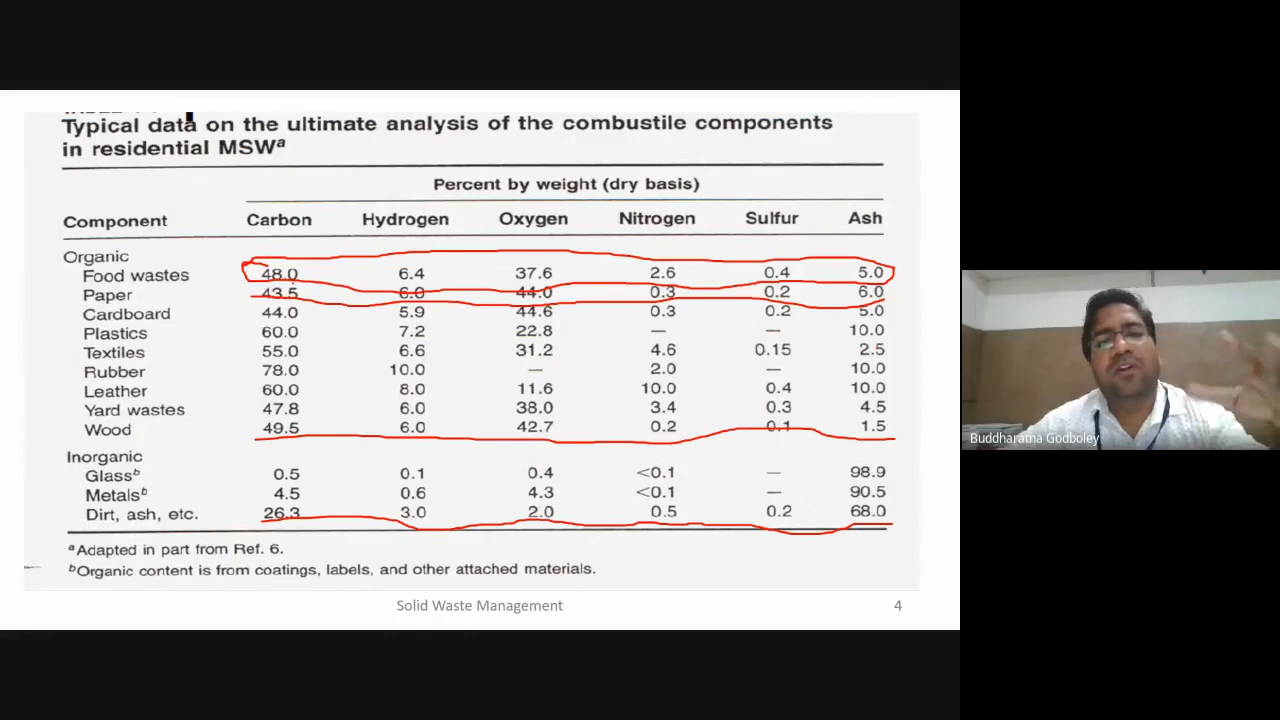 Typical data on the ultimate analysis of the combustile components
in residential MSWᵃ
Percent by weight (dry basis)
Component Carbon Hydrogen Oxygen Nitrogen Sulfur Ash
Organic
Food wastes 48.0 6.4 37.6 2.6 0.4 5.0
Paper 43.5 6.0 44.0 0.3 0.2 6.0
Cardboard 44.0 5.9 44.6 0.3 0.2 5.0
Plastics 60.0 7.2 22.8 — — 10.0
Textiles 55.0 6.6 31.2 4.6 0.15 2.5
Rubber 78.0 10.0 — 2.0 — 10.0
Leather 60.0 8.0 11.6 10.0 0.4 10.0
Yard wastes 47.8 6.0 38.0 3.4 0.3 4.5
Wood 49.5 6.0 42.7 0.2 0.1 1.5
Inorganic
Glassᵇ 0.5 0.1 0.4 <0.1 — 98.9
Metalsᵇ 4.5 0.6 4.3 <0.1 — 90.5
Dirt, ash, etc. 26.3 3.0 2.0 0.5 0.2 68.0
ᵃAdapted in part from Ref. 6.
ᵇOrganic content is from coatings, labels, and other attached materials.
Solid Waste Management 4
Buddharatna Godboley